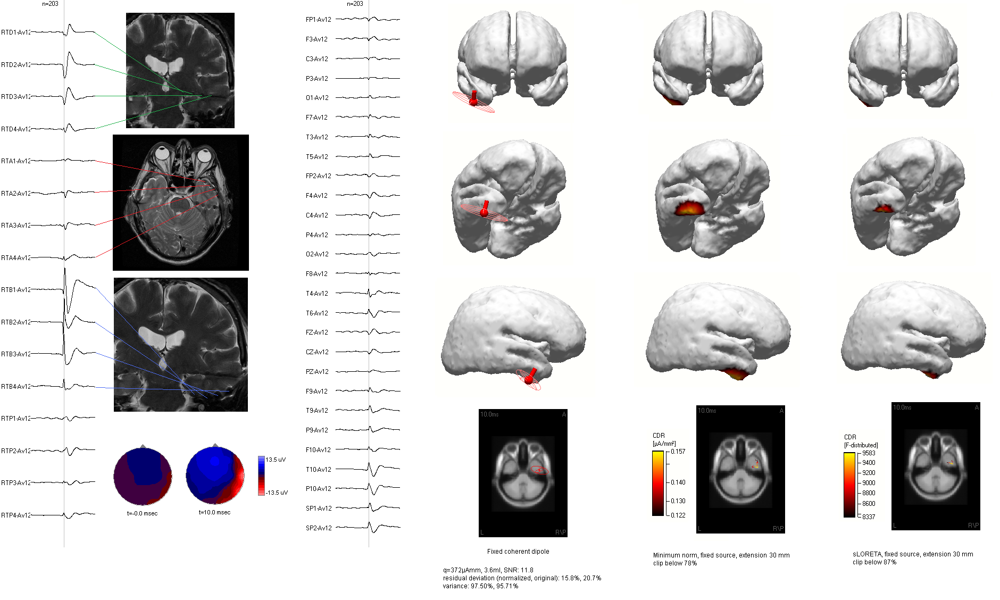 n=203
RTD1-Av12
RTD2-Av12
RTD3-Av12
RTD4-Av12
RTA1-Av12
RTA2-Av12
RTA3-Av12
RTA4-Av12
RTB1-Av12
RTB2-Av12
RTB3-Av12
RTB4-Av12
RTP1-Av12
RTP2-Av12
RTP3-Av12
RTP4-Av12
t=-0.0 msec
t=10.0 msec
13.5 uV
-13.5 uV
n=203
FP1-Av12
F3-Av12
C3-Av12
P3-Av12
O1-Av12
F7-Av12
T3-Av12
T5-Av12
FP2-Av12
F4-Av12
C4-Av12
P4-Av12
O2-Av12
F8-Av12
T4-Av12
T6-Av12
FZ-Av12
CZ-Av12
PZ-Av12
F9-Av12
T9-Av12
P9-Av12
F10-Av12
T10-Av12
P10-Av12
SP1-Av12
SP2-Av12
10.0ms A
L R\P
Fixed coherent dipole
q=372µAmm, 3.6ml, SNR: 11.8
residual deviation (normalized, original): 15.8%, 20.7%
variance: 97.50%, 95.71%
CDR
[µA/mm²]
0.157
0.140
0.130
0.122
10.0ms A
L R\P
Minimum norm, fixed source, extension 30 mm
clip below 78%
CDR
[F-distributed]
9583
9400
9200
9000
8800
8600
8337
10.0ms A
L R\P
sLORETA, fixed source, extension 30 mm
clip below 87%